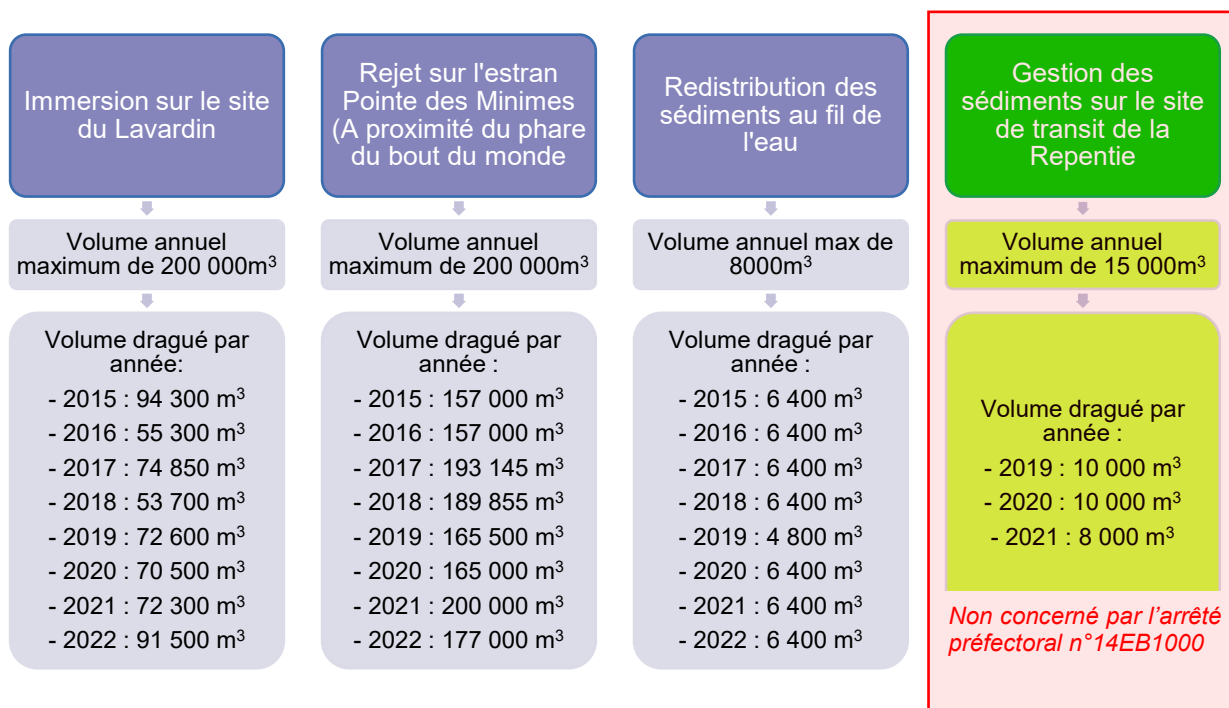 Immersion sur le site
du Lavardin
Volume annuel
maximum de 200 000m³
Volume dragué par
année:
- 2015 : 94 300 m³
- 2016 : 55 300 m³
- 2017 : 74 850 m³
- 2018 : 53 700 m³
- 2019 : 72 600 m³
- 2020 : 70 500 m³
- 2021 : 72 300 m³
- 2022 : 91 500 m³
Rejet sur l'estran
Pointe des Minimes
(A proximité du phare
du bout du monde
Volume annuel
maximum de 200 000m³
Volume dragué par
année :
- 2015 : 157 000 m³
- 2016 : 157 000 m³
- 2017 : 193 145 m³
- 2018 : 189 855 m³
- 2019 : 165 500 m³
- 2020 : 165 000 m³
- 2021 : 200 000 m³
- 2022 : 177 000 m³
Redistribution des
sédiments au fil de
l'eau
Volume annuel max de
8000m³
Volume dragué par
année :
- 2015 : 6 400 m³
- 2016 : 6 400 m³
- 2017 : 6 400 m³
- 2018 : 6 400 m³
- 2019 : 4 800 m³
- 2020 : 6 400 m³
- 2021 : 6 400 m³
- 2022 : 6 400 m³
Gestion des
sédiments sur le site
de transit de la
Repentie
Volume annuel
maximum de 15 000m³
Volume dragué par
année :
- 2019 : 10 000 m³
- 2020 : 10 000 m³
- 2021 : 8 000 m³
Non concerné par l’arrêté
préfectoral n°14EB1000